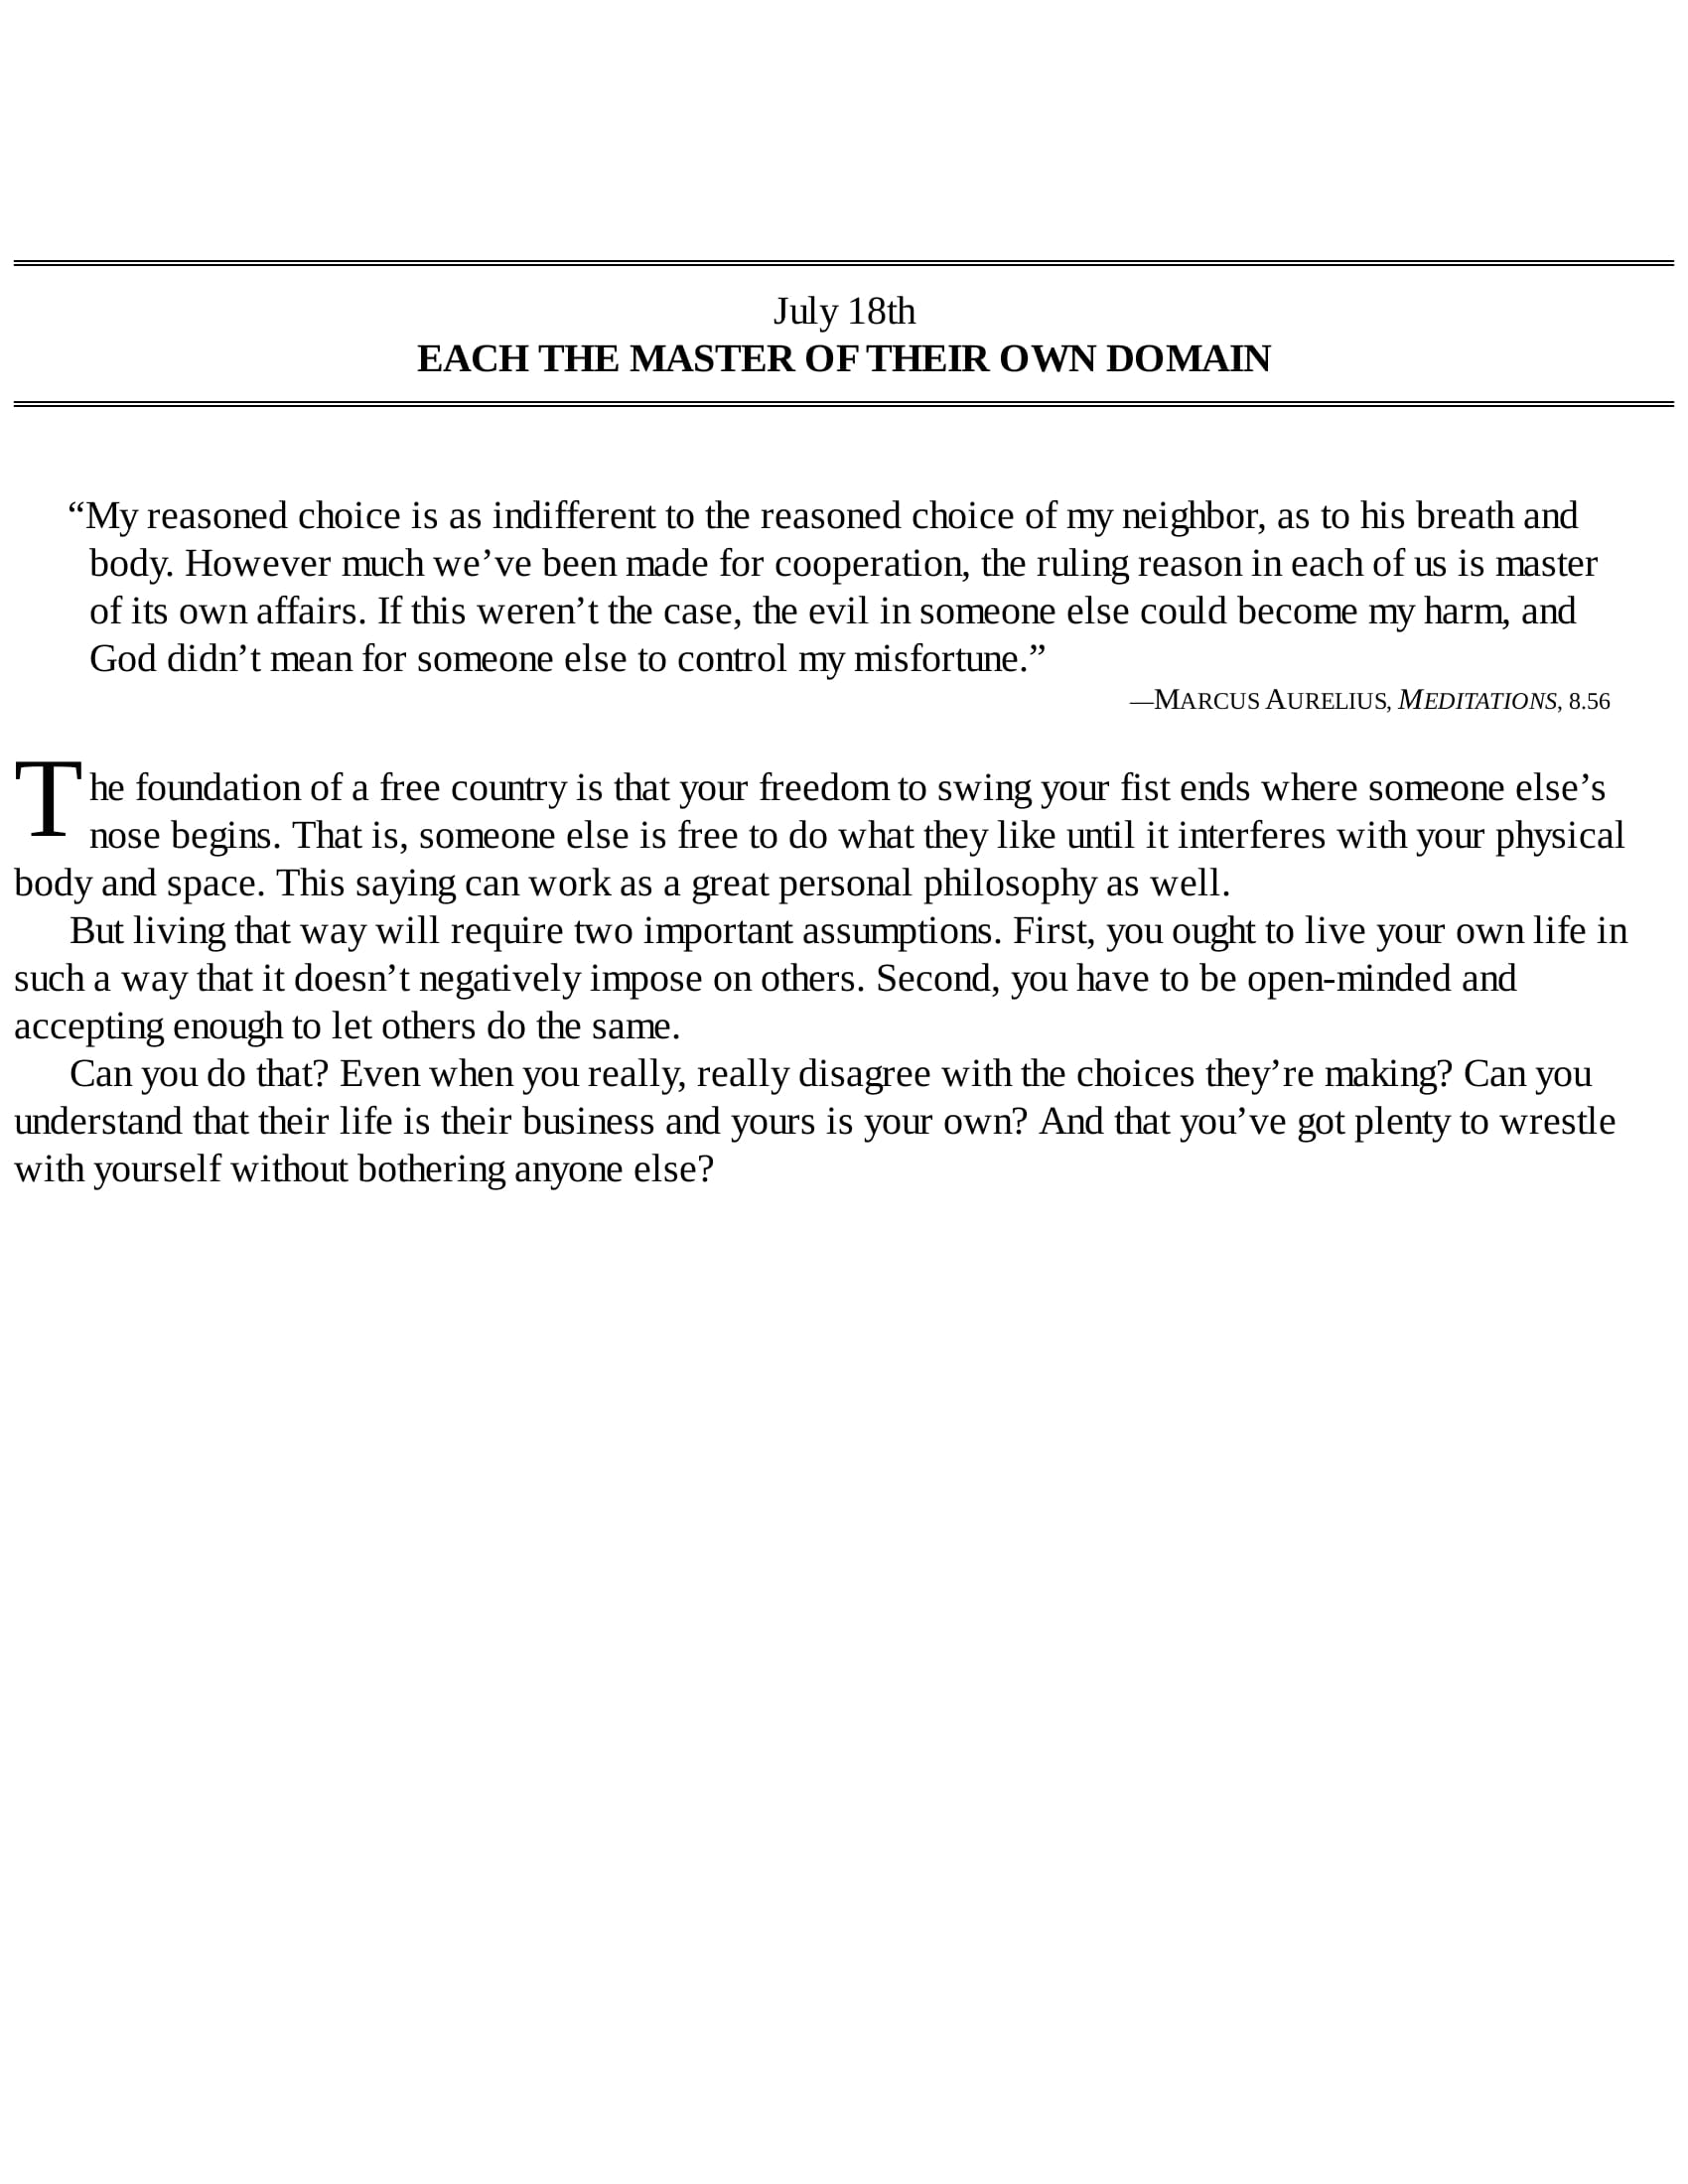 July 18th
EACH THE MASTER OF THEIR OWN DOMAIN
“My reasoned choice is as indifferent to the reasoned choice of my neighbor, as to his breath and
body. However much we’ve been made for cooperation, the ruling reason in each of us is master
of its own affairs. If this weren’t the case, the evil in someone else could become my harm, and
God didn’t mean for someone else to control my misfortune.”
—MARCUS AURELIUS, MEDITATIONS, 8.56
The foundation of a free country is that your freedom to swing your fist ends where someone else’s
nose begins. That is, someone else is free to do what they like until it interferes with your physical
body and space. This saying can work as a great personal philosophy as well.
But living that way will require two important assumptions. First, you ought to live your own life in
such a way that it doesn’t negatively impose on others. Second, you have to be open-minded and
accepting enough to let others do the same.
Can you do that? Even when you really, really disagree with the choices they’re making? Can you
understand that their life is their business and yours is your own? And that you’ve got plenty to wrestle
with yourself without bothering anyone else?